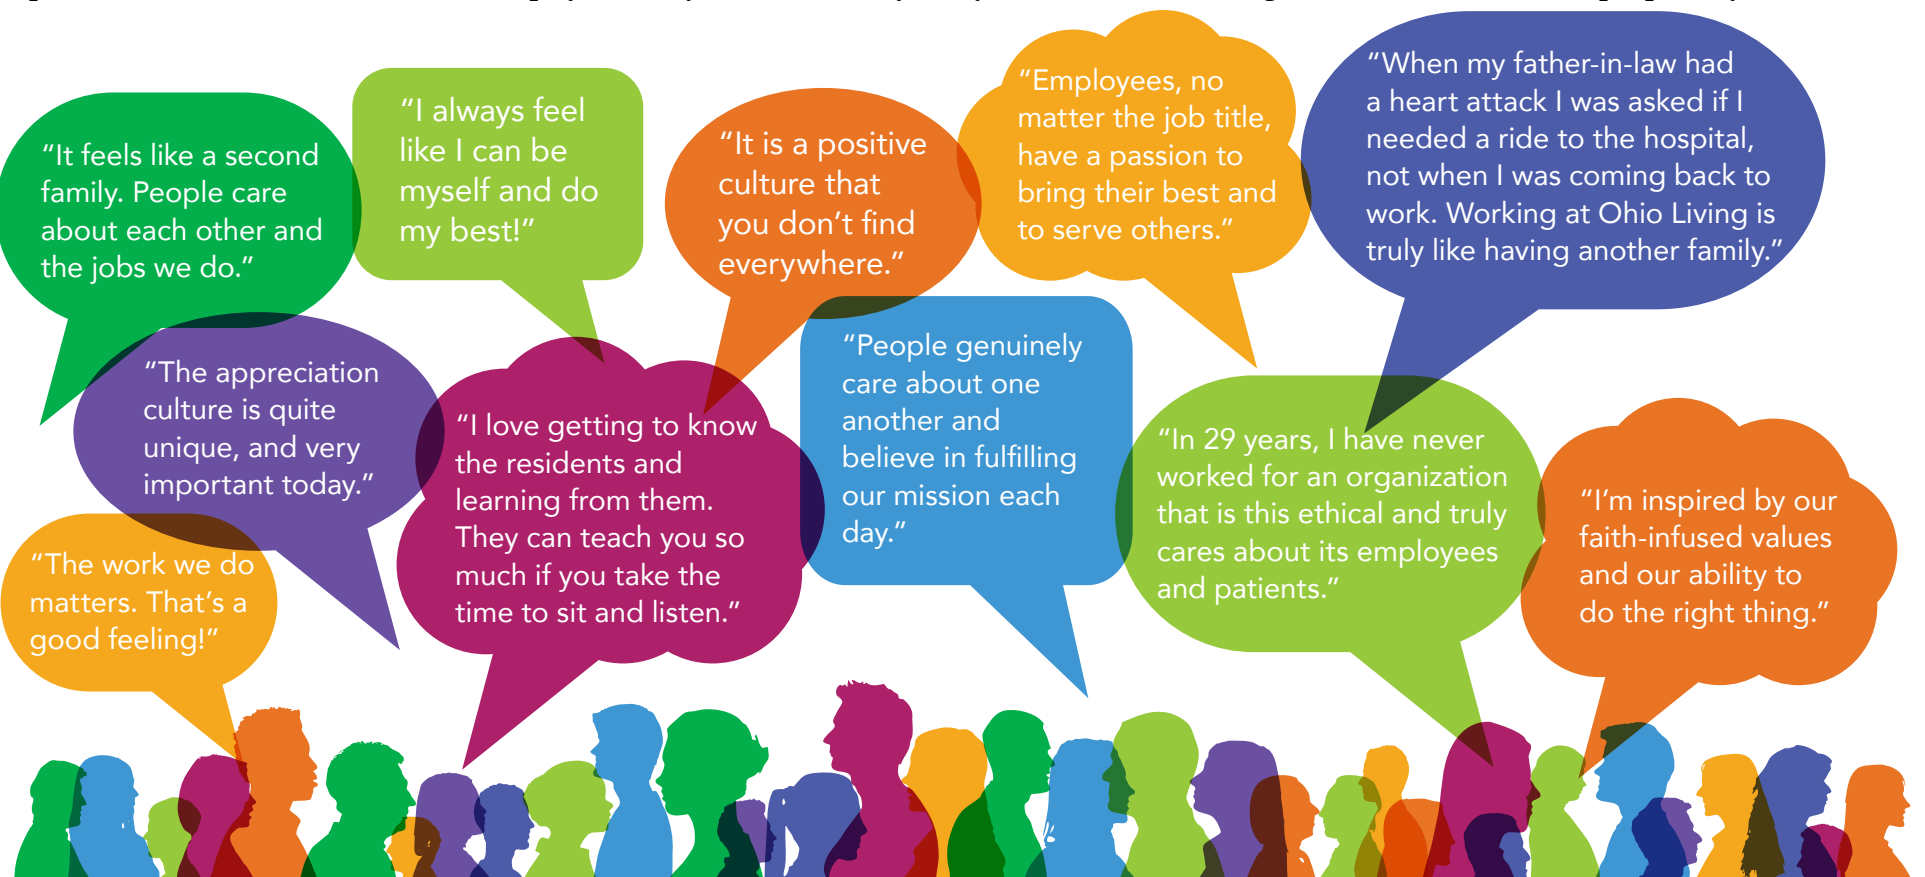 “It feels like a second
family. People care
about each other and
the jobs we do.”
“I always feel
like I can be
myself and do
my best!”
“It is a positive
culture that
you don’t find
everywhere.”
“Employees, no
matter the job title,
have a passion to
bring their best and
to serve others.”
“When my father-in-law had
a heart attack I was asked if I
needed a ride to the hospital,
not when I was coming back to
work. Working at Ohio Living is
truly like having another family.”
“The appreciation
culture is quite
unique, and very
important today.”
“I love getting to know
the residents and
learning from them.
They can teach you so
much if you take the
time to sit and listen.”
“People genuinely
care about one
another and
believe in fulfilling
our mission each
day.”
“In 29 years, I have never
worked for an organization
that is this ethical and truly
cares about its employees
and patients.”
“I’m inspired by our
faith-infused values
and our ability to
do the right thing.”
“The work we do
matters. That’s a
good feeling!”